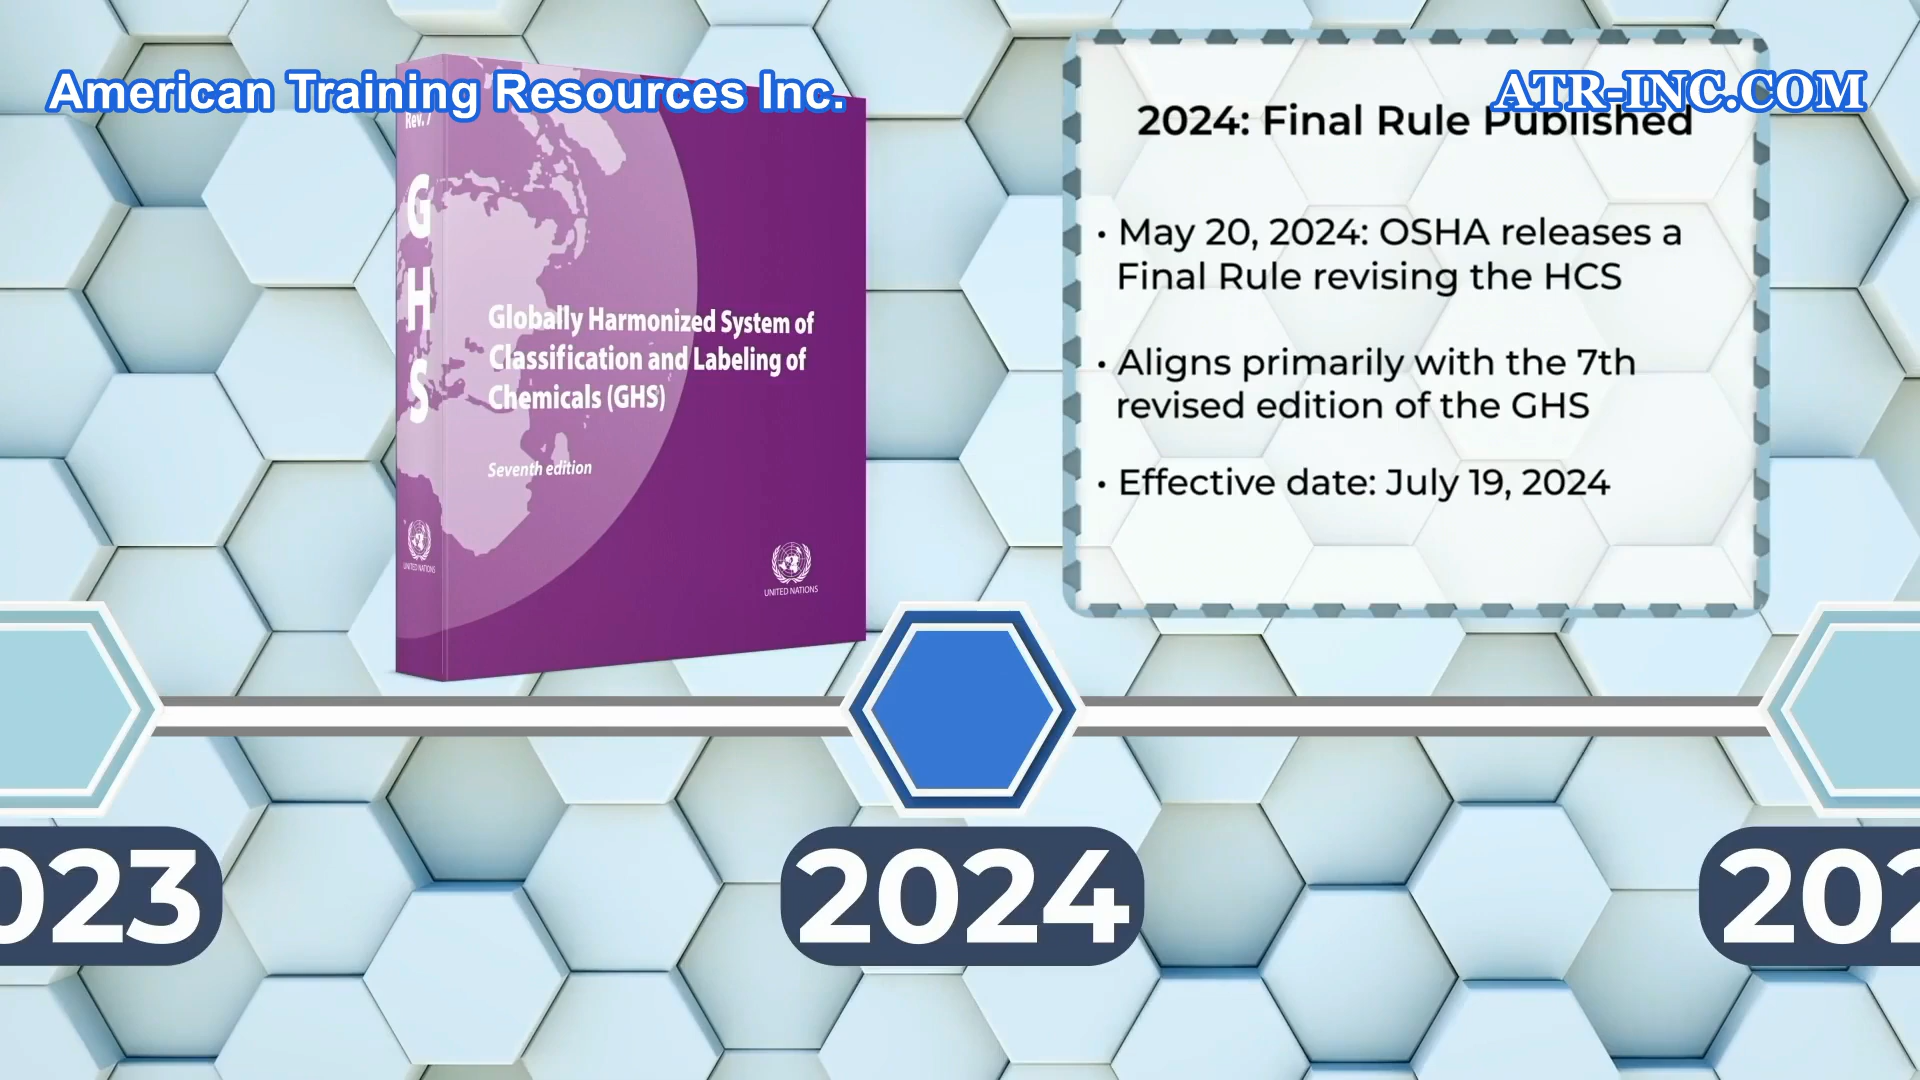 American Training Resources Inc.
ATR-INC.COM
Rev. 7
GHS
Globally Harmonized System of
Classification and Labeling of
Chemicals (GHS)
Seventh edition
UNITED NATIONS
UNITED NATIONS
2024: Final Rule Published
• May 20, 2024: OSHA releases a
Final Rule revising the HCS
• Aligns primarily with the 7th
revised edition of the GHS
• Effective date: July 19, 2024
023
2024
202